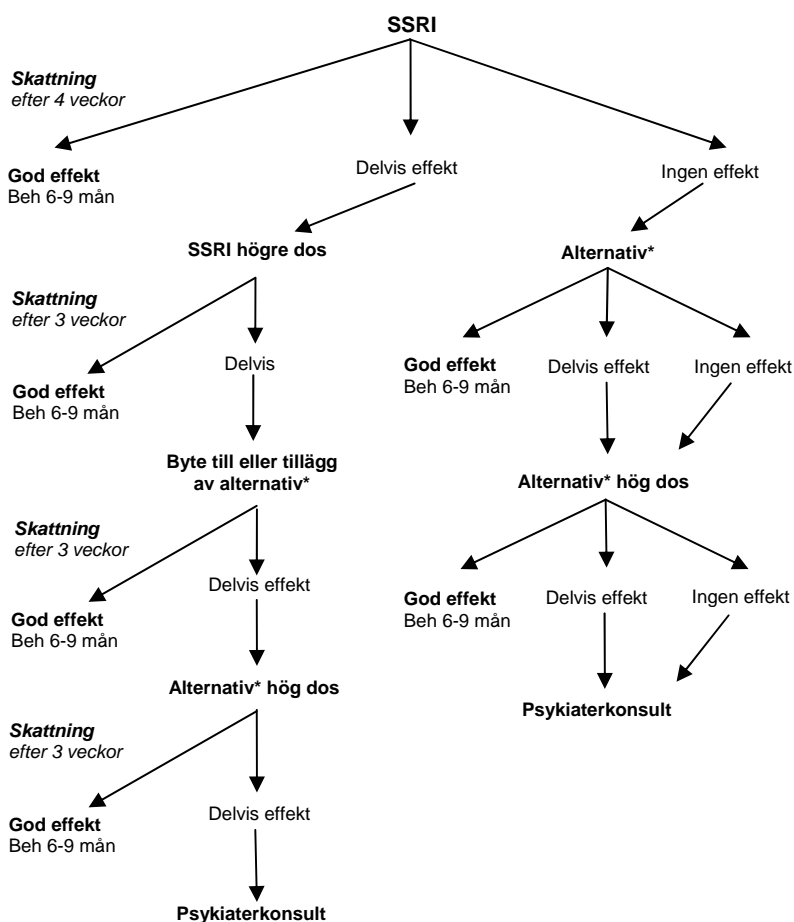 SSRI
Skattning
efter 4 veckor
God effekt
Beh 6-9 mån
Delvis effekt
Ingen effekt
SSRI högre dos
Alternativ*
Skattning
efter 3 veckor
God effekt
Beh 6-9 mån
Delvis
God effekt
Beh 6-9 mån
Delvis effekt
Ingen effekt
Byte till eller tillägg
av alternativ*
Alternativ* hög dos
Skattning
efter 3 veckor
God effekt
Beh 6-9 mån
Delvis effekt
God effekt
Beh 6-9 mån
Delvis effekt
Ingen effekt
Alternativ* hög dos
Psykiaterkonsult
Skattning
efter 3 veckor
God effekt
Beh 6-9 mån
Delvis effekt
Psykiaterkonsult